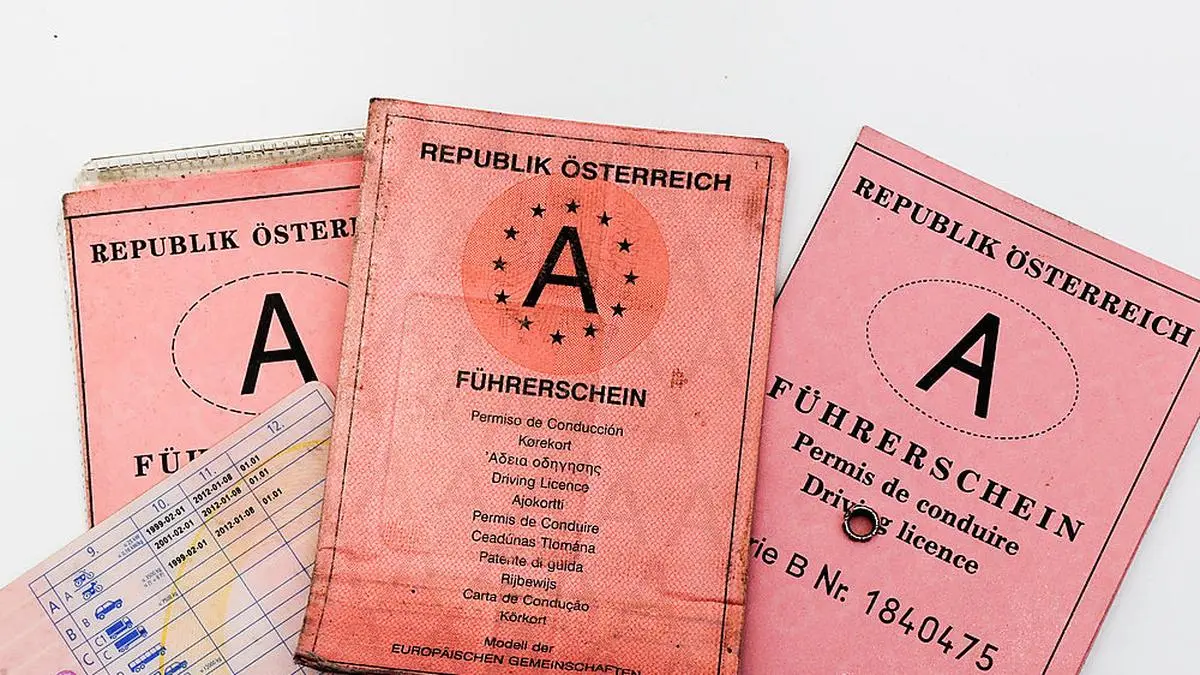 REPUBLIK ÖSTERR
A
FÜH
REPUBLIK ÖSTERREICH
A
FÜHRERSCHEIN
Permiso de Conducción
Kørekort
Άδεια οδηγησης
Driving Licence
Ajokortti
Permis de Conduire
Ceadúnas Tiomána
Patente di guida
Rijbewijs
Carta de Condução
Körkort
Modell der
EUROPÄISCHEN GEMEINSCHAFTEN
REPUBLIK ÖSTERREICH
A
FÜHRERSCHEIN
Permis de conduire
Driving licence
rie B Nr. 1840475
9. 10. 11. 12.
A 1999-02-01 2012-01-08 01.01
A 2001-02-01 2012-01-08 01.01
B B 1999-02-01 2012-01-08 01.01
C1
C